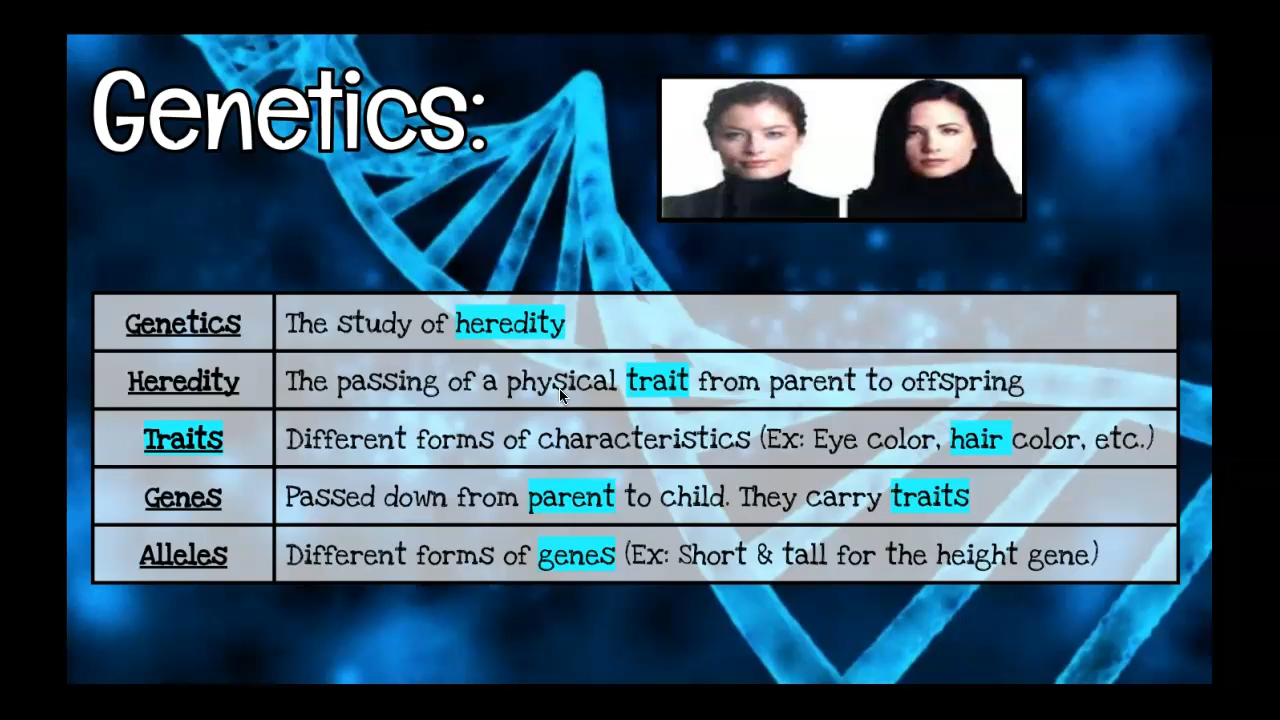 Genetics:
Genetics The study of heredity
Heredity The passing of a physical trait from parent to offspring
Traits Different forms of characteristics (Ex: Eye color, hair color, etc.)
Genes Passed down from parent to child. They carry traits
Alleles Different forms of genes (Ex: Short & tall for the height gene)